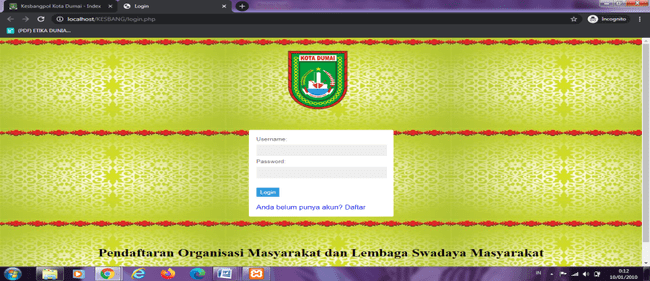 Kesbangpol Kota Dumai - Index
Login
localhost/KESBANG/login.php
Incognito
(PDF) ETIKA DUNIA...
KOTA DUMAI
Username:
Password
Login
Anda belum punya akun? Daftar
Pendaftaran Organisasi Masyarakat dan Lembaga Swadaya Masyarakat
IN
0:12
10/01/2010